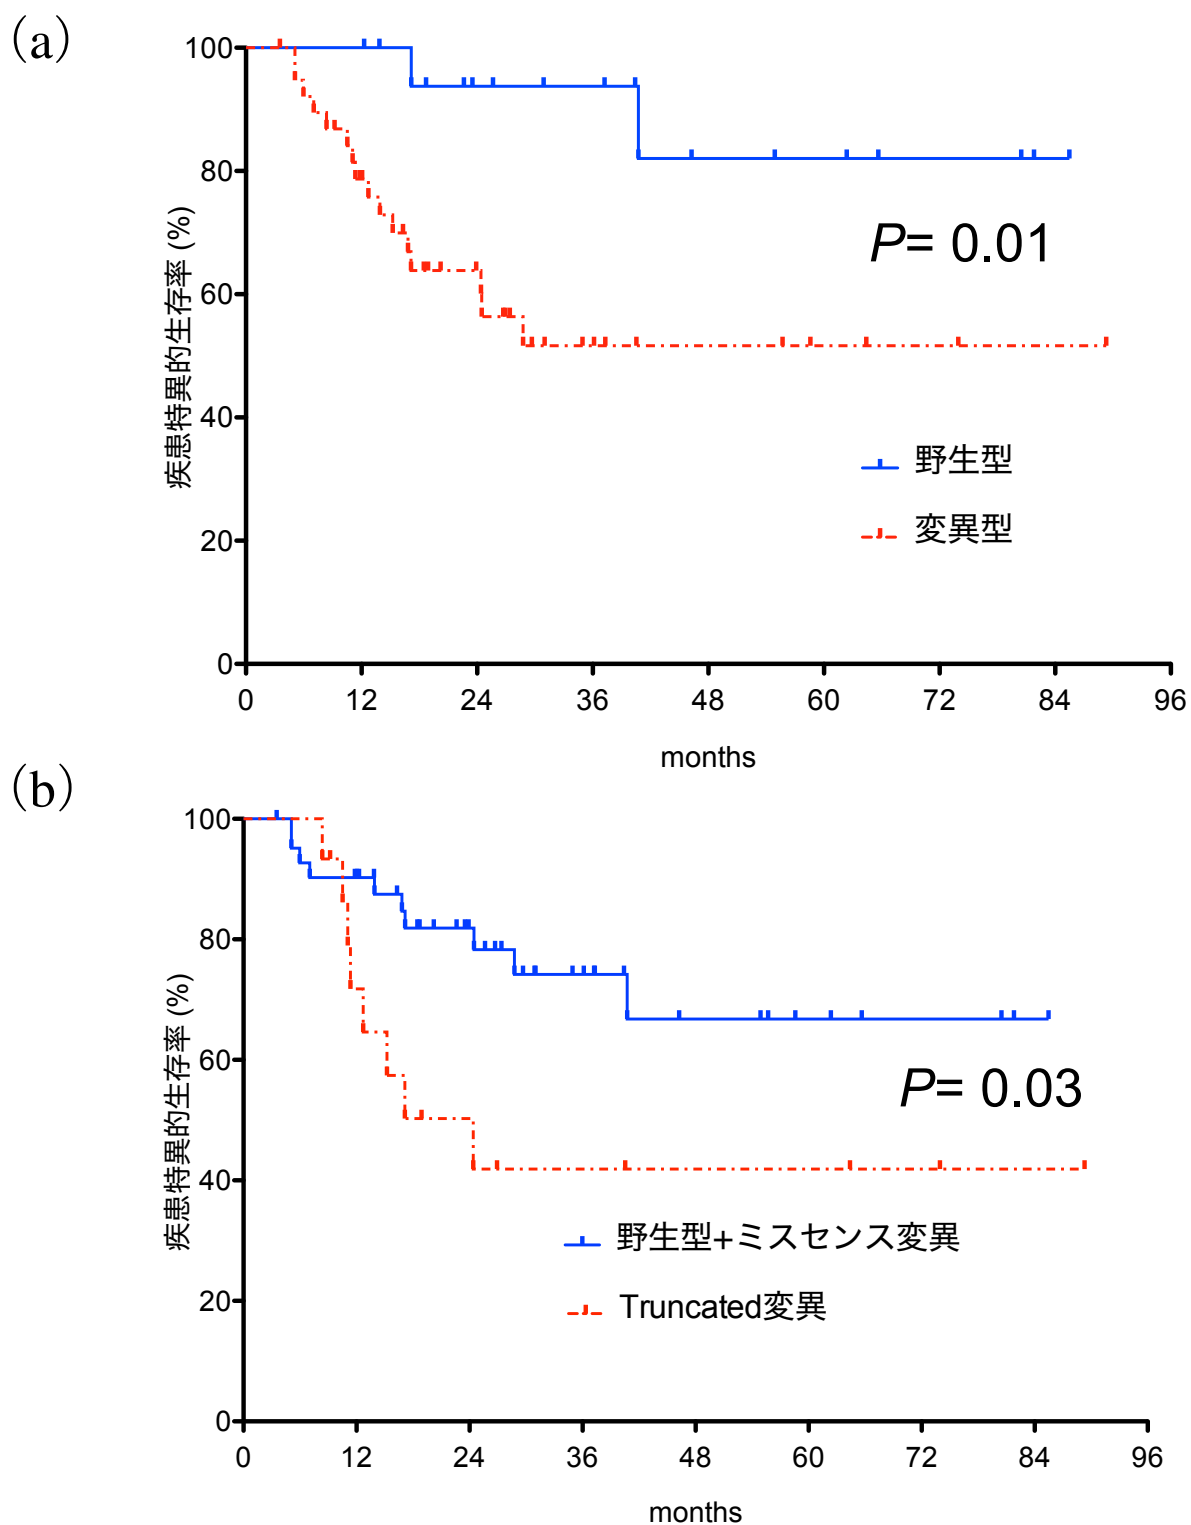 (a)
100
80
60
40
20
0
疾患特異的生存率 (%)
P= 0.01
野生型
変異型
0 12 24 36 48 60 72 84 96
months
(b)
100
80
60
40
20
0
疾患特異的生存率 (%)
P= 0.03
野生型+ミスセンス変異
Truncated変異
0 12 24 36 48 60 72 84 96
months